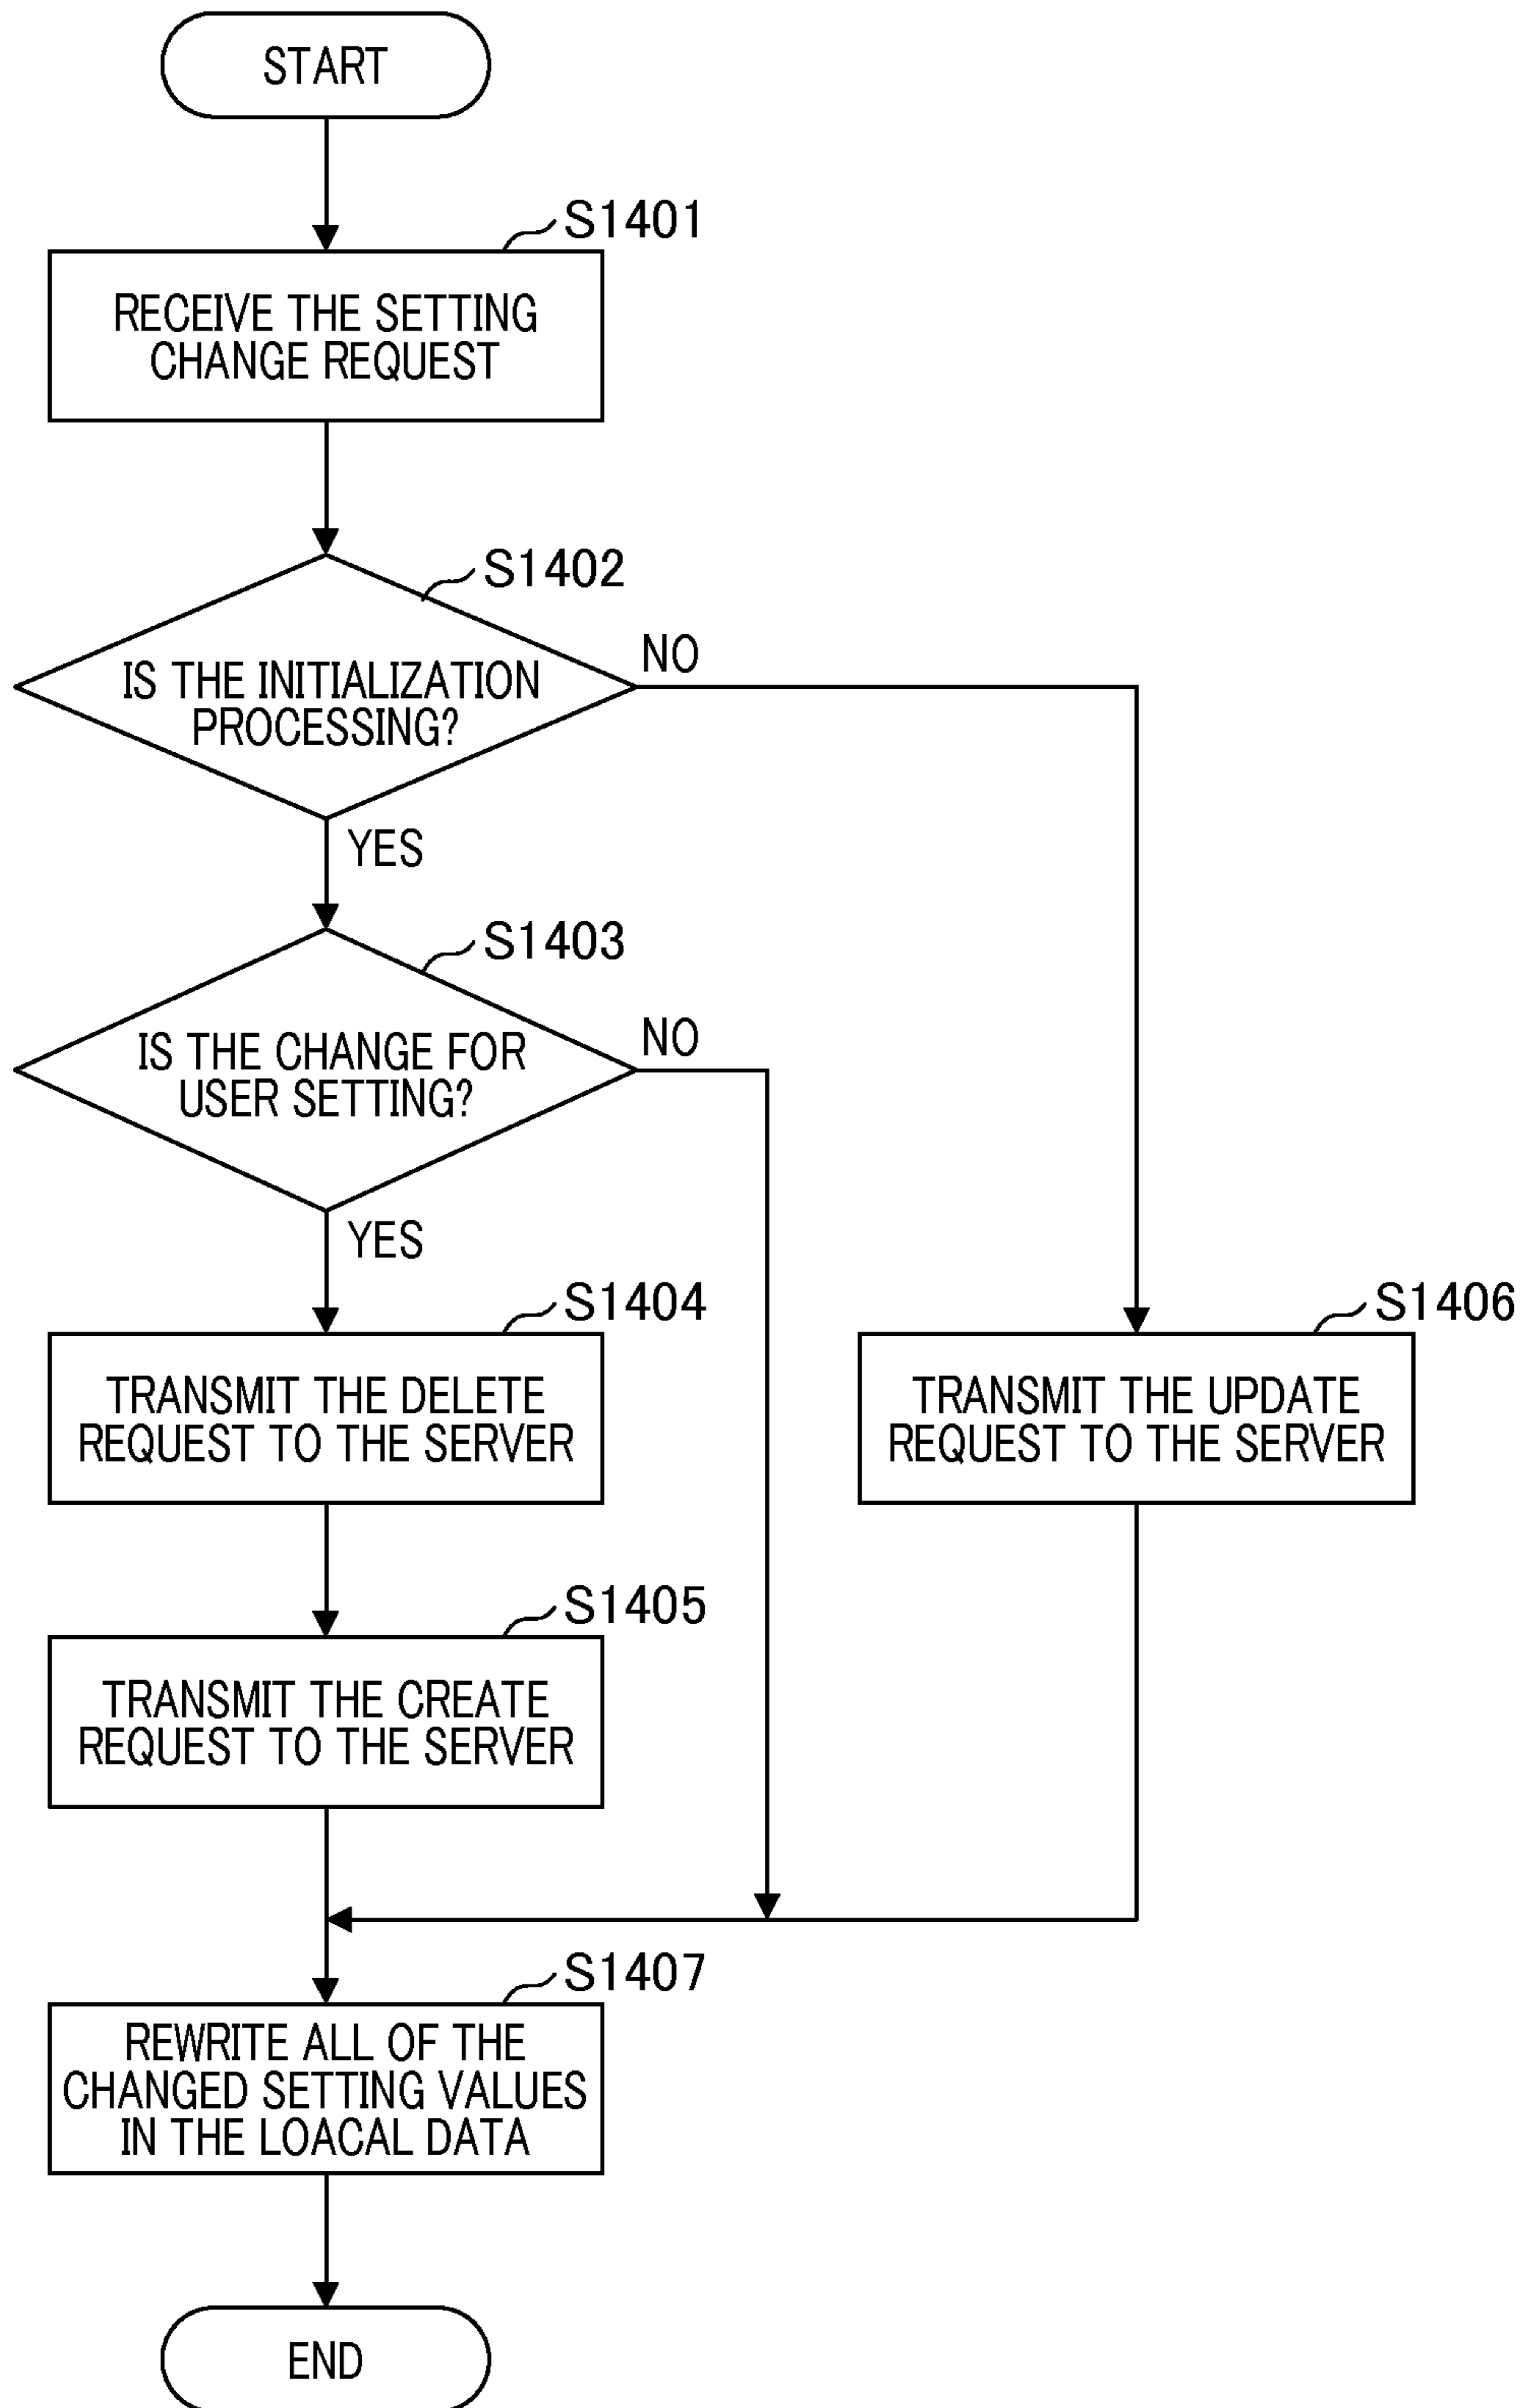 START
S1401
RECEIVE THE SETTING
CHANGE REQUEST
S1402
IS THE INITIALIZATION
PROCESSING?
NO
YES
S1403
IS THE CHANGE FOR
USER SETTING?
NO
YES
S1404
TRANSMIT THE DELETE
REQUEST TO THE SERVER
S1406
TRANSMIT THE UPDATE
REQUEST TO THE SERVER
S1405
TRANSMIT THE CREATE
REQUEST TO THE SERVER
S1407
REWRITE ALL OF THE
CHANGED SETTING VALUES
IN THE LOACAL DATA
END